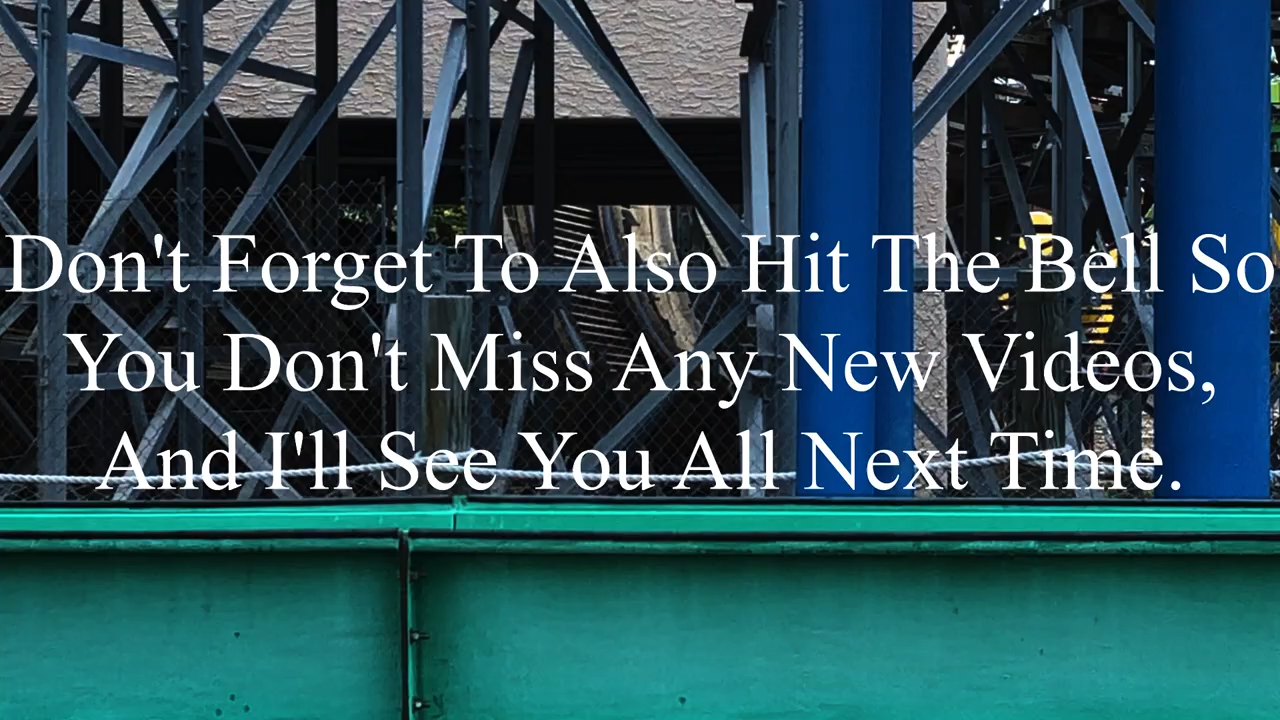 Don't Forget To Also Hit The Bell So
You Don't Miss Any New Videos,
And I'll See You All Next Time.